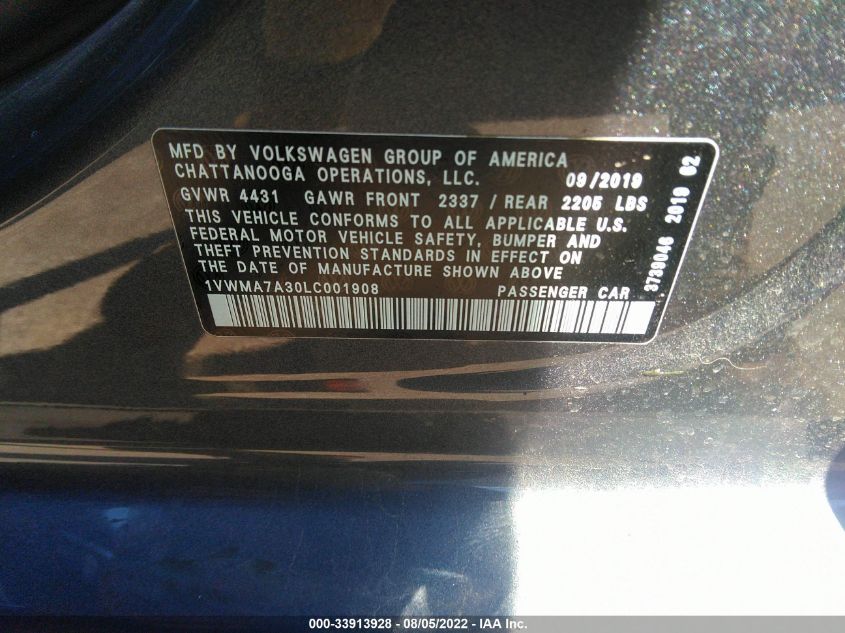 MFD BY VOLKSWAGEN GROUP OF AMERICA
CHATTANOOGA OPERATIONS, LLC. 09/2019
GVWR 4431 GAWR FRONT 2337 / REAR 2205 LBS
THIS VEHICLE CONFORMS TO ALL APPLICABLE U.S.
FEDERAL MOTOR VEHICLE SAFETY, BUMPER AND
THEFT PREVENTION STANDARDS IN EFFECT ON
THE DATE OF MANUFACTURE SHOWN ABOVE
1VWMA7A30LC001908 PASSENGER CAR
3739046 2019 02
000-33913928 - 08/05/2022 - IAA Inc.